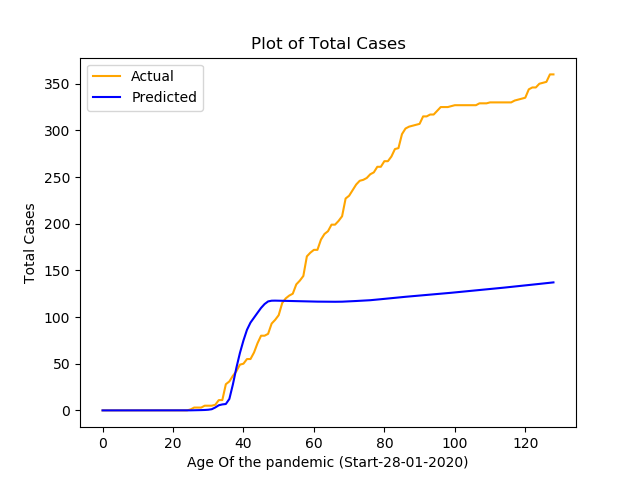 Plot of Total Cases
Actual
Predicted
350
300
250
200
150
100
50
0
Total Cases
0 20 40 60 80 100 120
Age Of the pandemic (Start-28-01-2020)